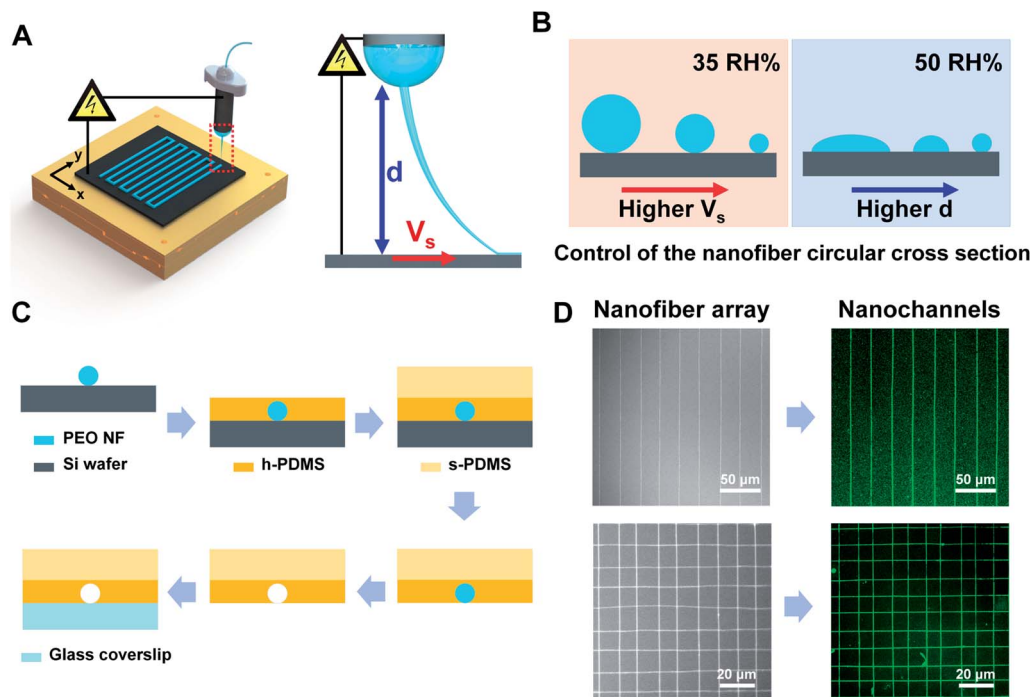 A
y
x
d
Vs
B
35 RH%
50 RH%
Higher Vs
Higher d
Control of the nanofiber circular cross section
C
PEO NF
Si wafer
h-PDMS
s-PDMS
Glass coverslip
D
Nanofiber array
Nanochannels
50 μm
50 μm
20 μm
20 μm